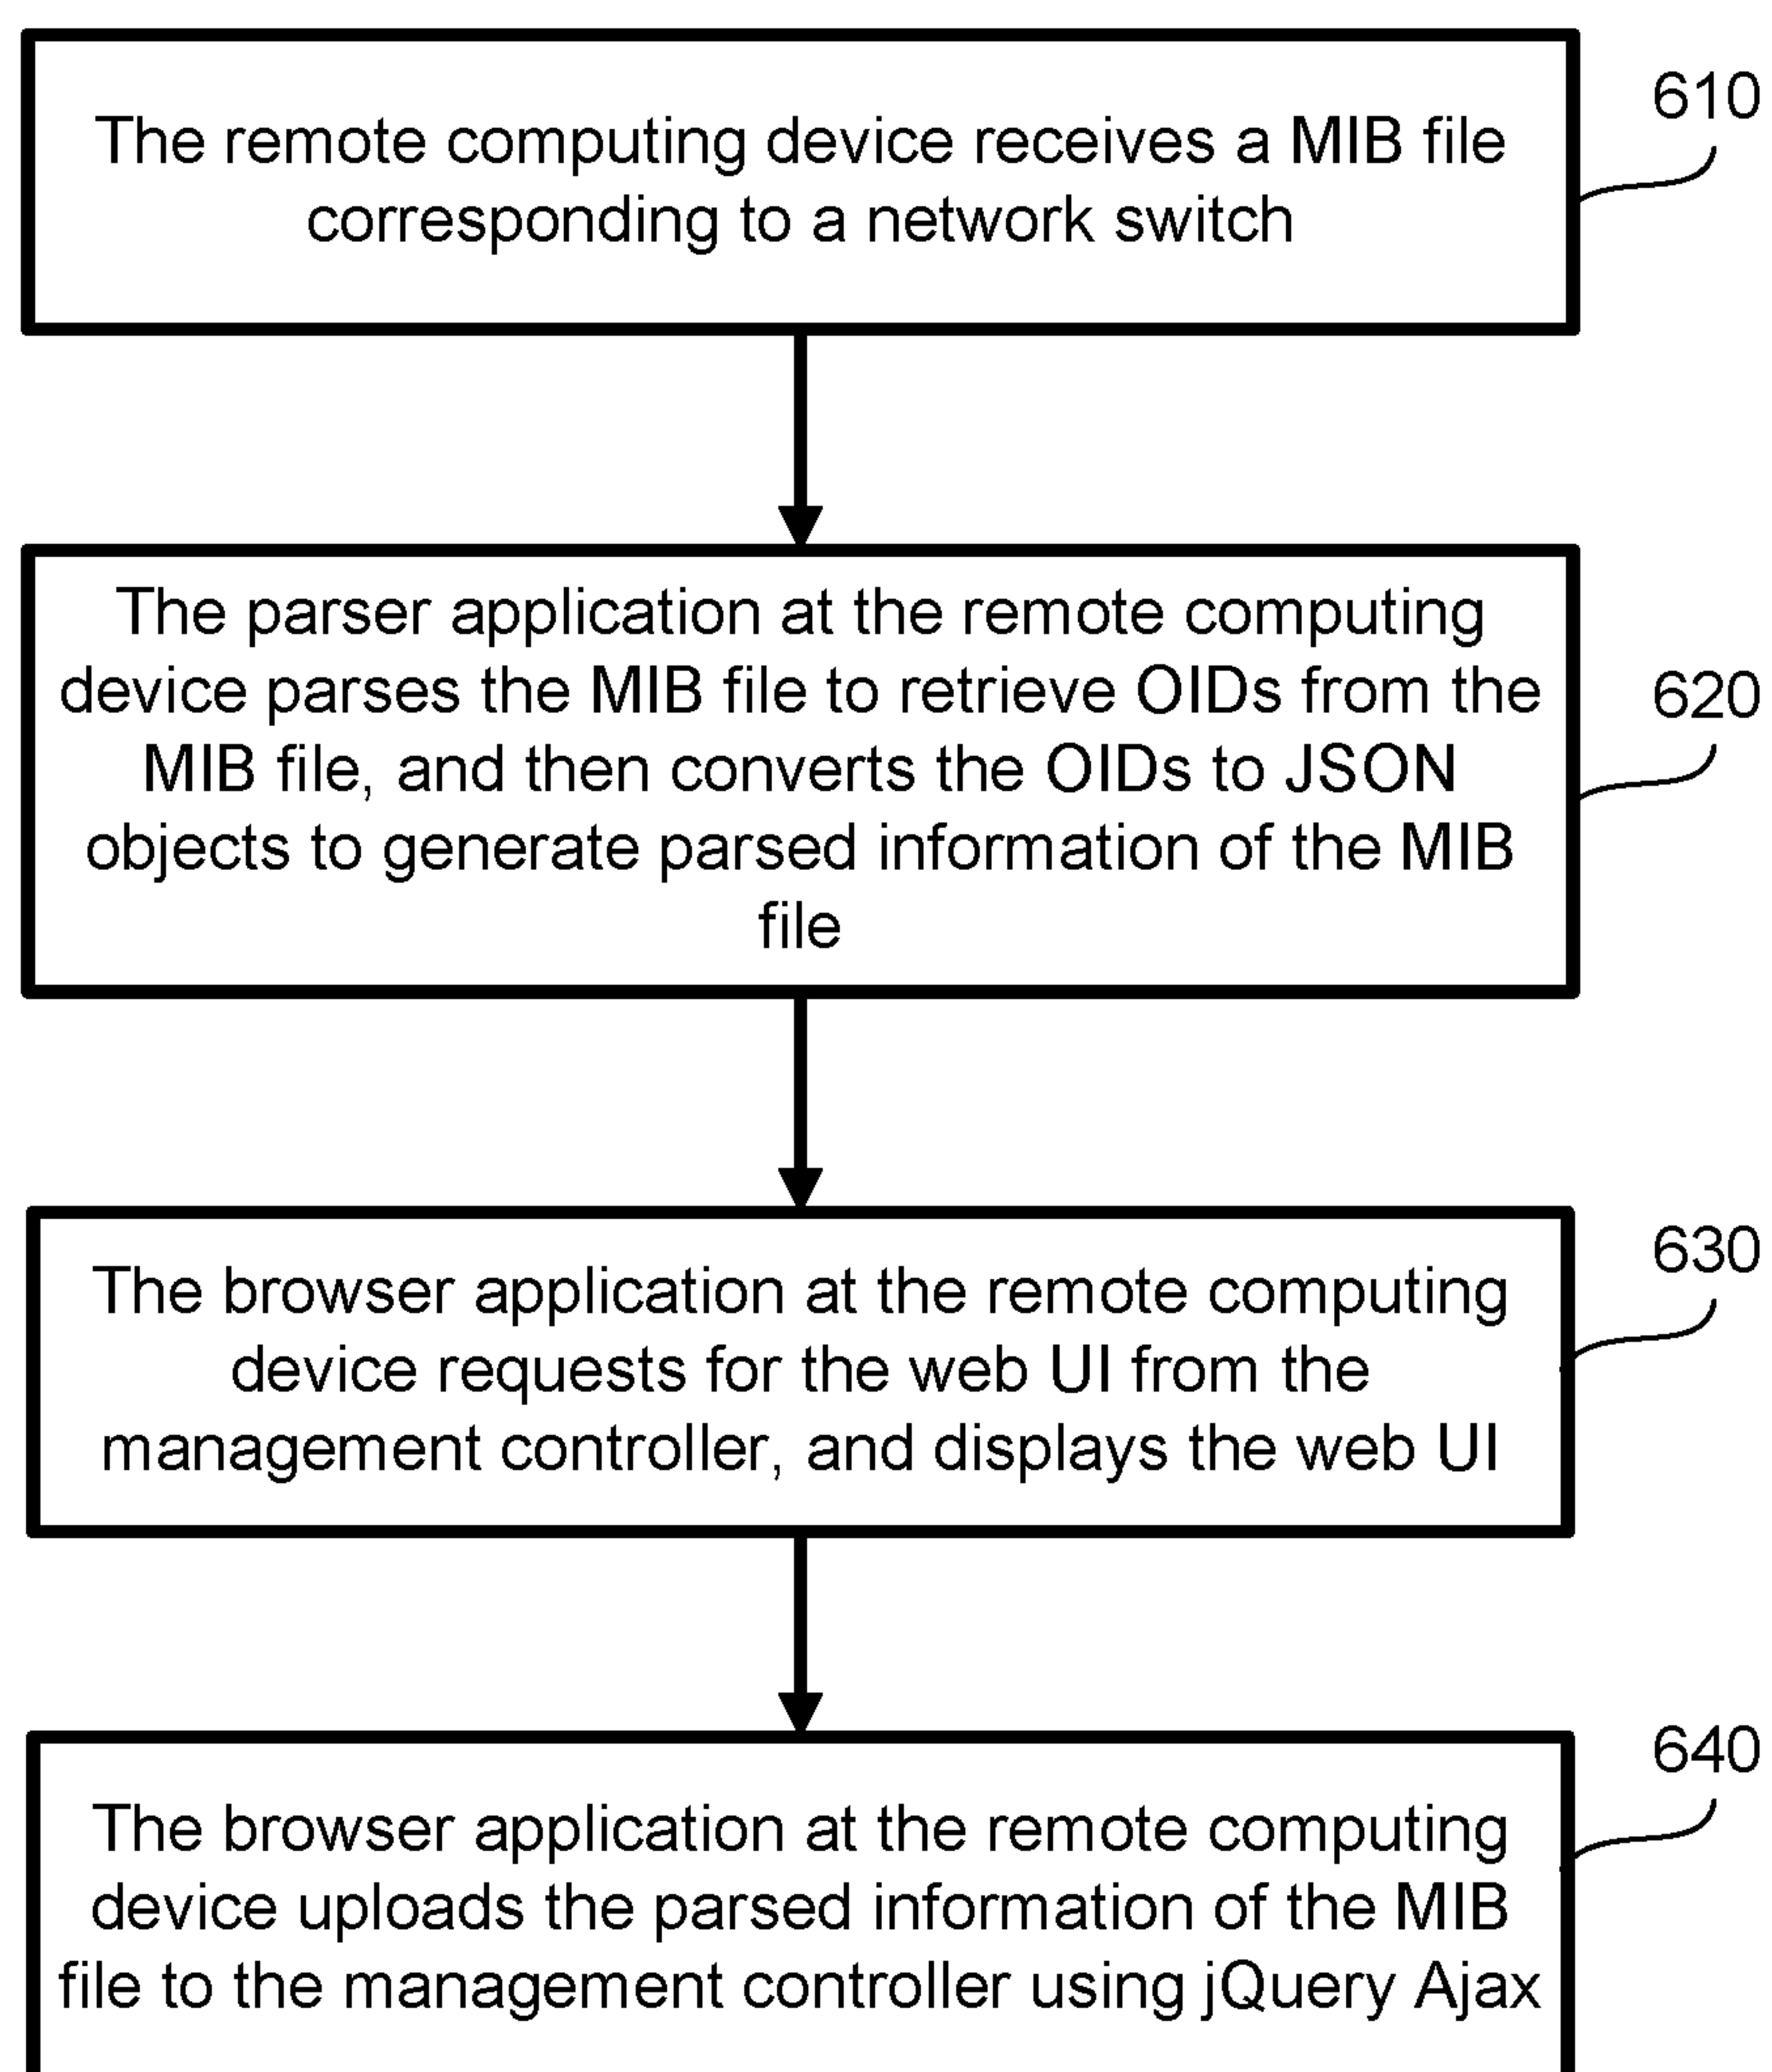 The remote computing device receives a MIB file
corresponding to a network switch
610
The parser application at the remote computing
device parses the MIB file to retrieve OIDs from the
MIB file, and then converts the OIDs to JSON
objects to generate parsed information of the MIB
file
620
The browser application at the remote computing
device requests for the web UI from the
management controller, and displays the web UI
630
The browser application at the remote computing
device uploads the parsed information of the MIB
file to the management controller using jQuery Ajax
640